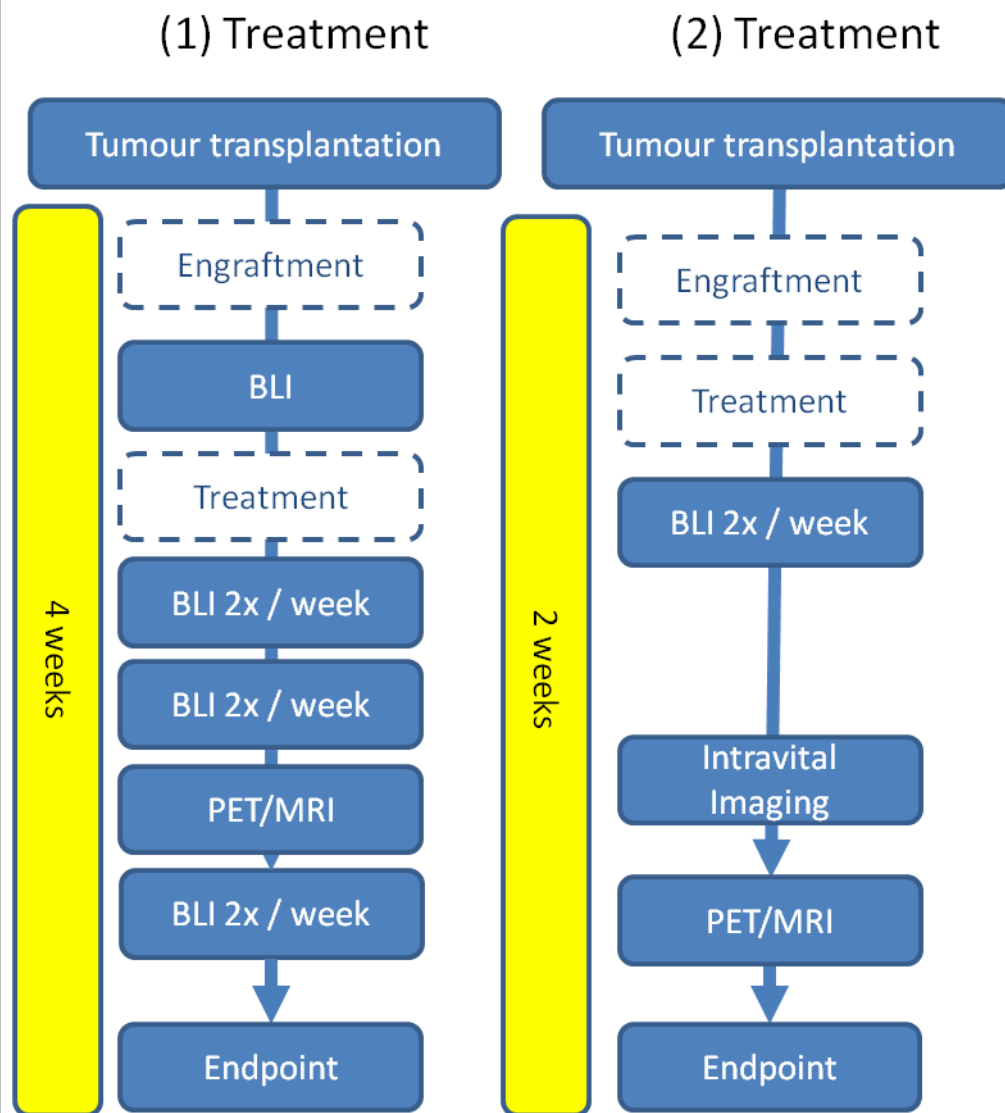 (1) Treatment
Tumour transplantation
4 weeks
Engraftment
BLI
Treatment
BLI 2x / week
BLI 2x / week
PET/MRI
BLI 2x / week
Endpoint
(2) Treatment
Tumour transplantation
2 weeks
Engraftment
Treatment
BLI 2x / week
Intravital
Imaging
PET/MRI
Endpoint